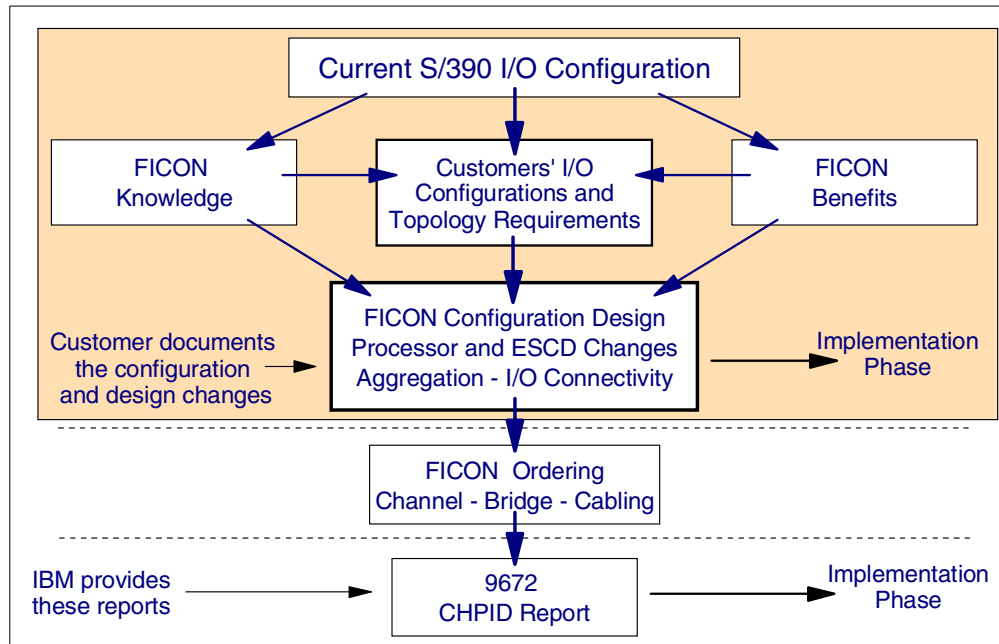 Current S/390 I/O Configuration
FICON
Knowledge
Customers' I/O
Configurations and
Topology Requirements
FICON
Benefits
FICON Configuration Design
Processor and ESCD Changes
Aggregation - I/O Connectivity
Customer documents
the configuration
and design changes
Implementation
Phase
FICON Ordering
Channel - Bridge - Cabling
IBM provides
these reports
9672
CHPID Report
Implementation
Phase